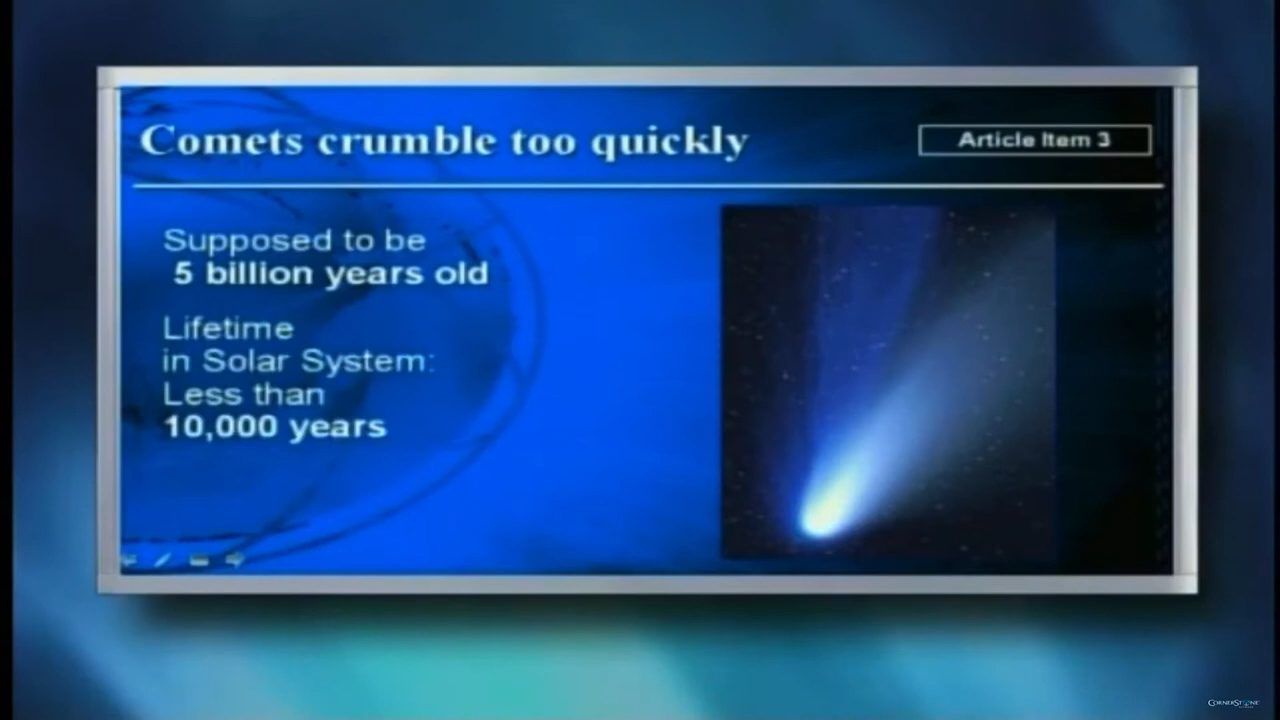 Comets crumble too quickly
Article Item 3
Supposed to be
5 billion years old
Lifetime
in Solar System:
Less than
10,000 years
CORNERSTONE